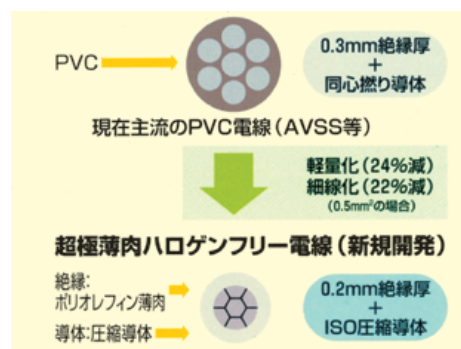 PVC
0.3mm絶縁厚
+
同心撚り導体
現在主流のPVC電線(AVSS等)
軽量化(24%減)
細線化(22%減)
(0.5mm²の場合)
超極薄肉ハロゲンフリー電線(新規開発)
絶縁:
ポリオレフィン薄肉
導体:圧縮導体
0.2mm絶縁厚
+
ISO圧縮導体